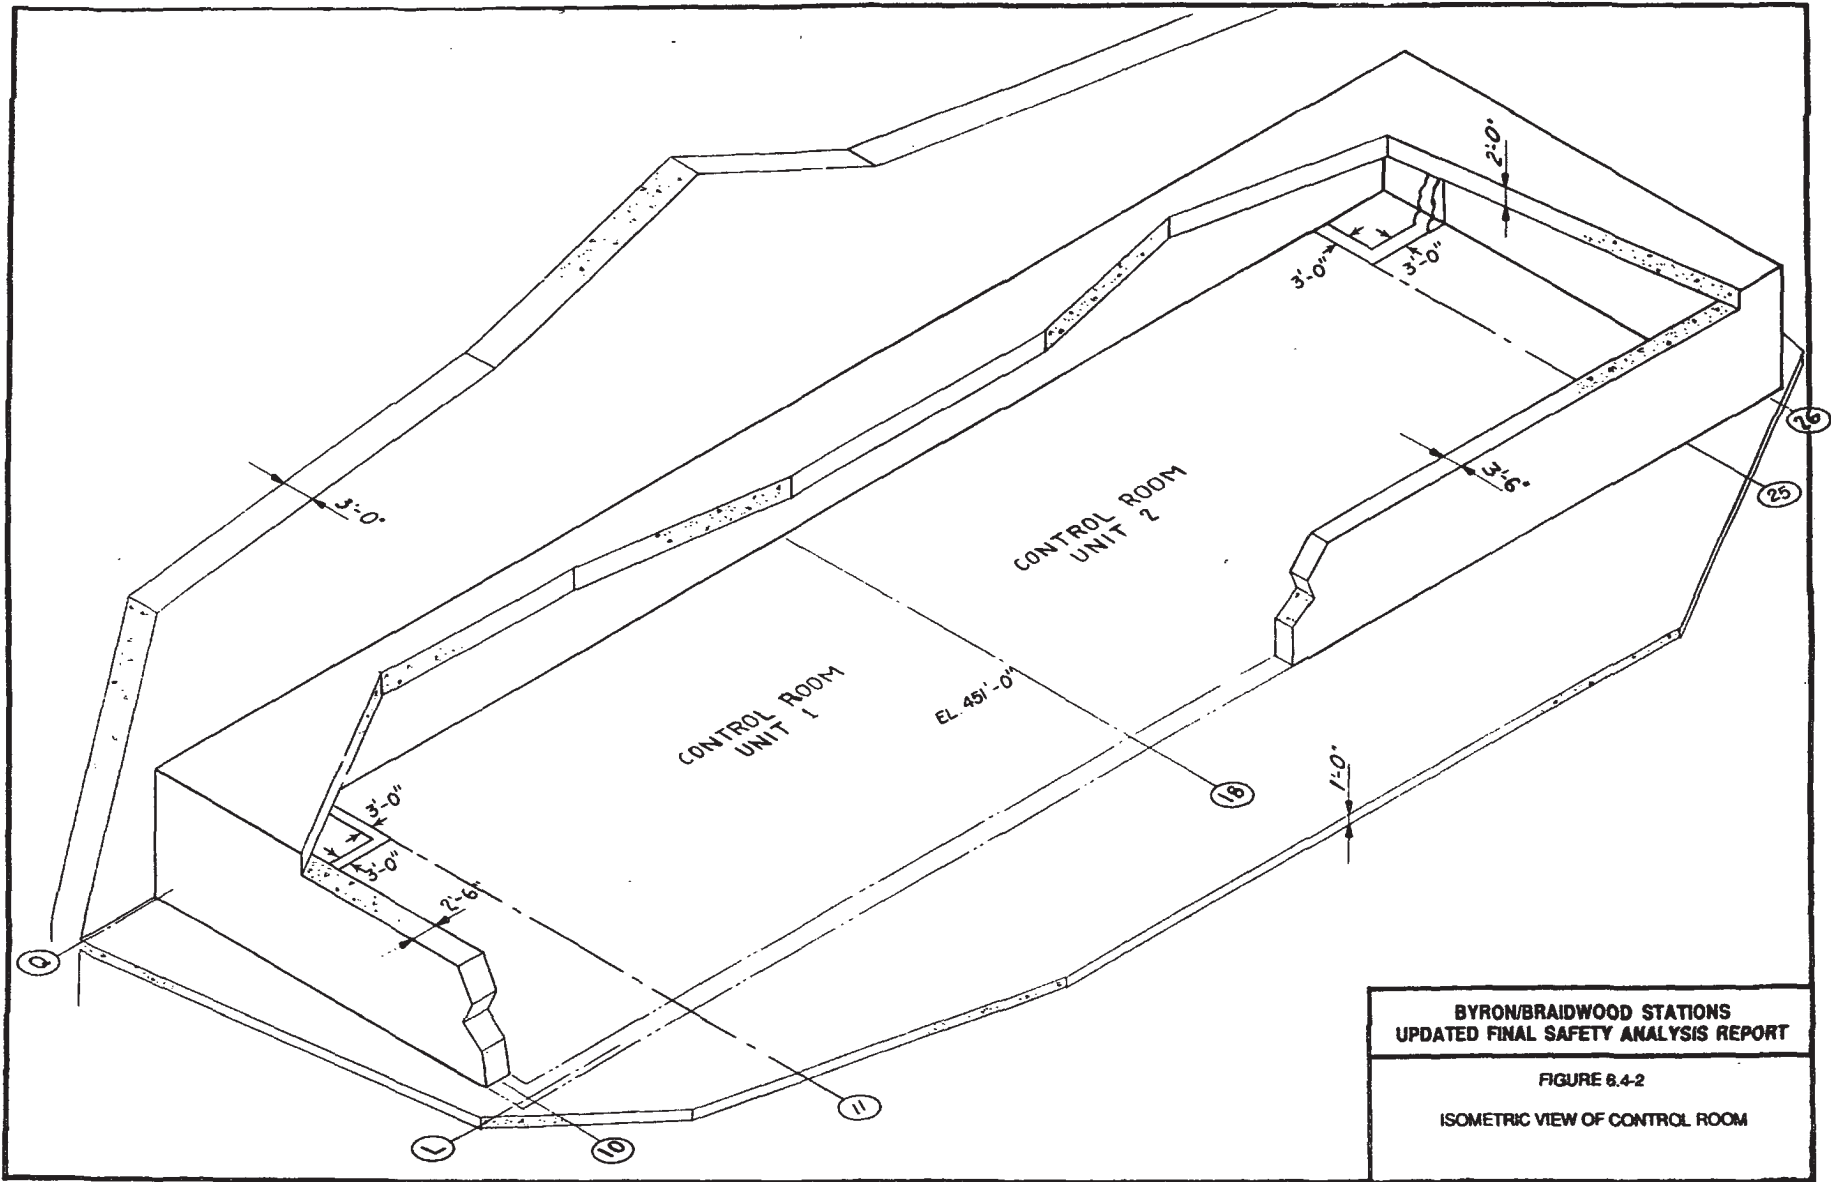 2'-0"
3'-0"
3'-0"
26
3'-6"
25
3'-0"
CONTROL ROOM
UNIT 2
CONTROL ROOM
UNIT 1
EL. 451'-0"
18
1'-0"
3'-0"
3'-0"
2'-6"
Q
11
L
10
BYRON/BRAIDWOOD STATIONS
UPDATED FINAL SAFETY ANALYSIS REPORT
FIGURE 6.4-2
ISOMETRIC VIEW OF CONTROL ROOM